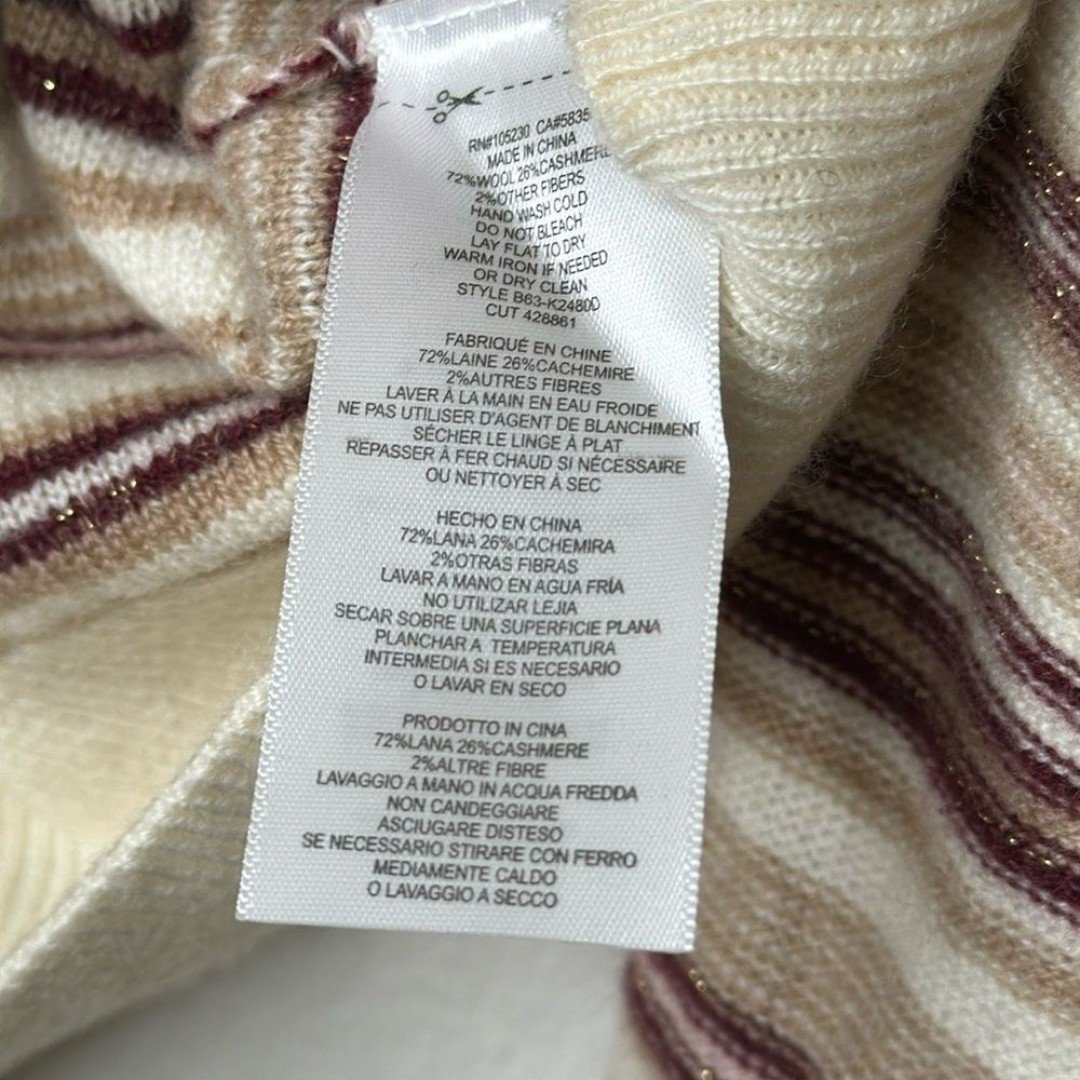 RN#105230 CA#5835
MADE IN CHINA
72%WOOL 26%CASHMERE
2%OTHER FIBERS
HAND WASH COLD
DO NOT BLEACH
LAY FLAT TO DRY
WARM IRON IF NEEDED
OR DRY CLEAN
STYLE B63-K2480D
CUT 428861
FABRIQUÉ EN CHINE
72%LAINE 26%CACHEMIRE
2%AUTRES FIBRES
LAVER À LA MAIN EN EAU FROIDE
NE PAS UTILISER D'AGENT DE BLANCHIMENT
SÉCHER LE LINGE À PLAT
REPASSER À FER CHAUD SI NÉCESSAIRE
OU NETTOYER À SEC
HECHO EN CHINA
72%LANA 26%CACHEMIRA
2%OTRAS FIBRAS
LAVAR A MANO EN AGUA FRÍA
NO UTILIZAR LEJIA
SECAR SOBRE UNA SUPERFICIE PLANA
PLANCHAR A TEMPERATURA
INTERMEDIA SI ES NECESARIO
O LAVAR EN SECO
PRODOTTO IN CINA
72%LANA 26%CASHMERE
2%ALTRE FIBRE
LAVAGGIO A MANO IN ACQUA FREDDA
NON CANDEGGIARE
ASCIUGARE DISTESO
SE NECESSARIO STIRARE CON FERRO
MEDIAMENTE CALDO
O LAVAGGIO A SECCO